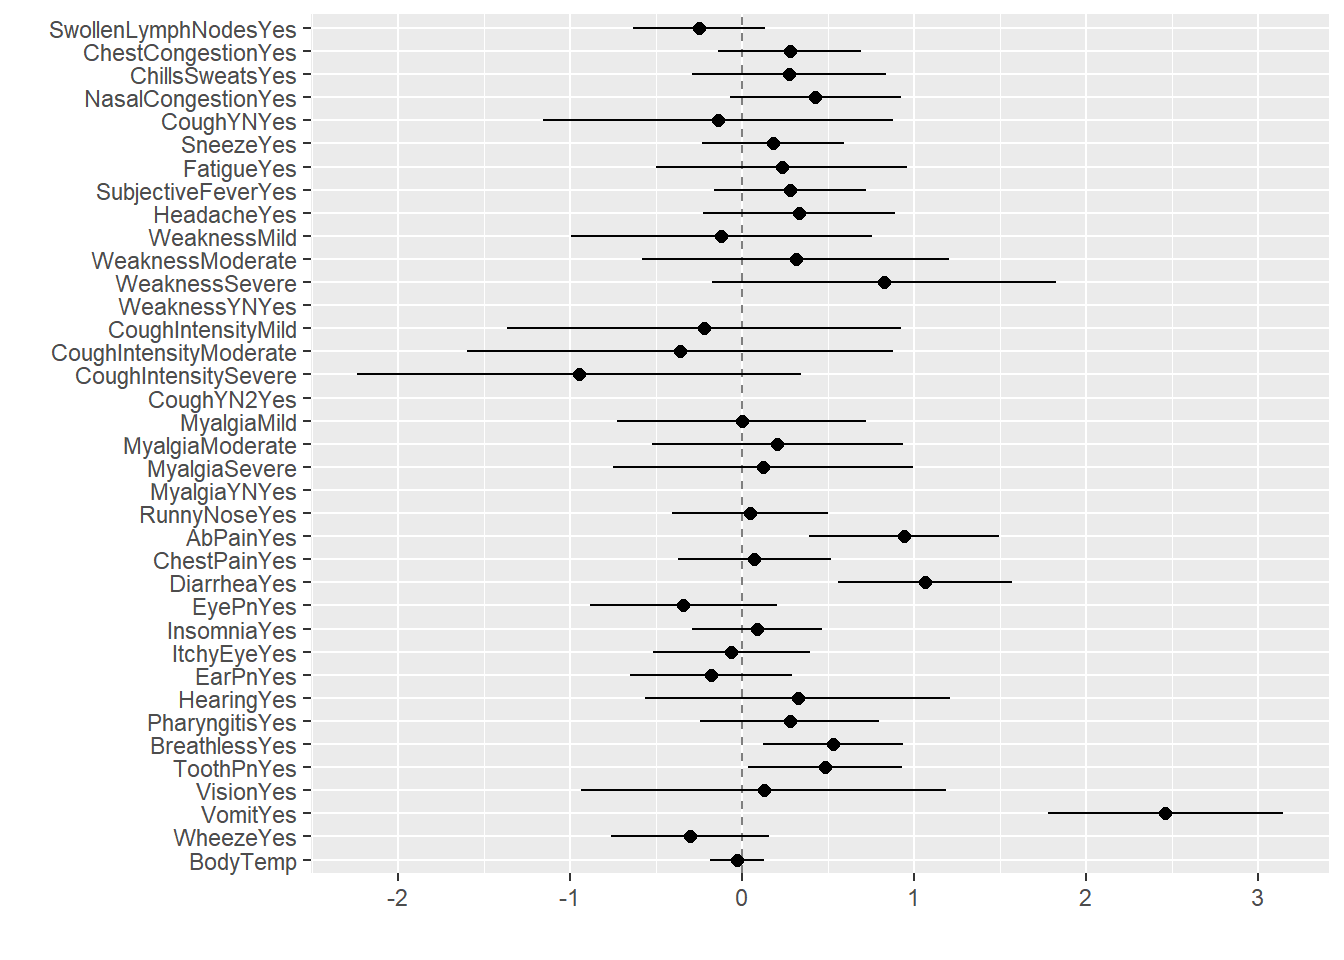 SwollenLymphNodesYes
ChestCongestionYes
ChillsSweatsYes
NasalCongestionYes
CoughYNYes
SneezeYes
FatigueYes
SubjectiveFeverYes
HeadacheYes
WeaknessMild
WeaknessModerate
WeaknessSevere
WeaknessYNYes
CoughIntensityMild
CoughIntensityModerate
CoughIntensitySevere
CoughYN2Yes
MyalgiaMild
MyalgiaModerate
MyalgiaSevere
MyalgiaYNYes
RunnyNoseYes
AbPainYes
ChestPainYes
DiarrheaYes
EyePnYes
InsomniaYes
ItchyEyeYes
EarPnYes
HearingYes
PharyngitisYes
BreathlessYes
ToothPnYes
VisionYes
VomitYes
WheezeYes
BodyTemp
-2 -1 0 1 2 3